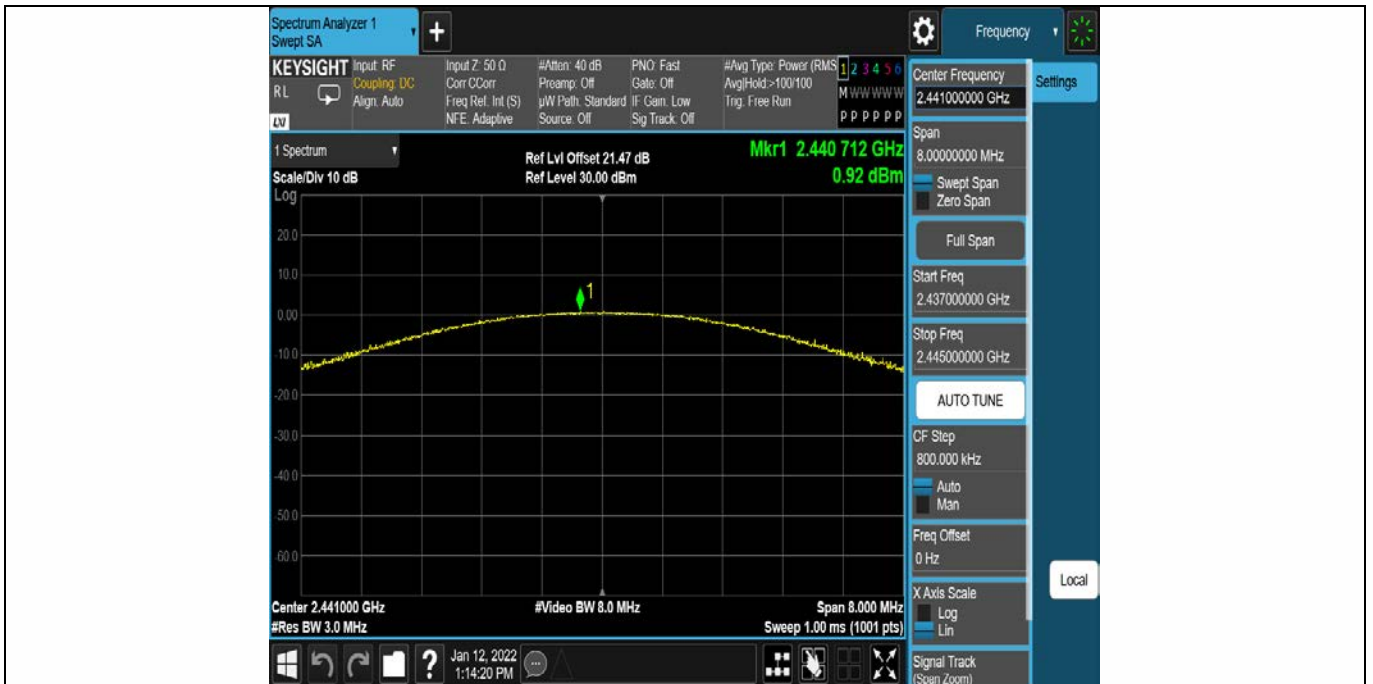 Spectrum Analyzer 1
Swept SA
+
Frequency
KEYSIGHT
Input: RF
Coupling: DC
Align: Auto
RL
LV
Input Z: 50 Ω
Corr CCorr
Freq Ref: Int (S)
NFE: Adaptive
#Atten: 40 dB
Preamp: Off
µW Path: Standard
Source: Off
PNO: Fast
Gate: Off
IF Gain: Low
Sig Track: Off
#Avg Type: Power (RMS
Avg|Hold:>100/100
Trig: Free Run
1 2 3 4 5 6
M W W W W W
P P P P P P
1 Spectrum
Scale/Div 10 dB
Ref Lvl Offset 21.47 dB
Ref Level 30.00 dBm
Mkr1 2.440 712 GHz
0.92 dBm
Log
20.0
10.0
0.00
-10.0
-20.0
-30.0
-40.0
-50.0
-60.0
1
Center 2.441000 GHz
#Video BW 8.0 MHz
Span 8.000 MHz
#Res BW 3.0 MHz
Sweep 1.00 ms (1001 pts)
?
Jan 12, 2022
1:14:20 PM
Center Frequency
2.441000000 GHz
Settings
Span
8.00000000 MHz
Swept Span
Zero Span
Full Span
Start Freq
2.437000000 GHz
Stop Freq
2.445000000 GHz
AUTO TUNE
CF Step
800.000 kHz
Auto
Man
Freq Offset
0 Hz
X Axis Scale
Log
Lin
Local
Signal Track
(Span Zoom)